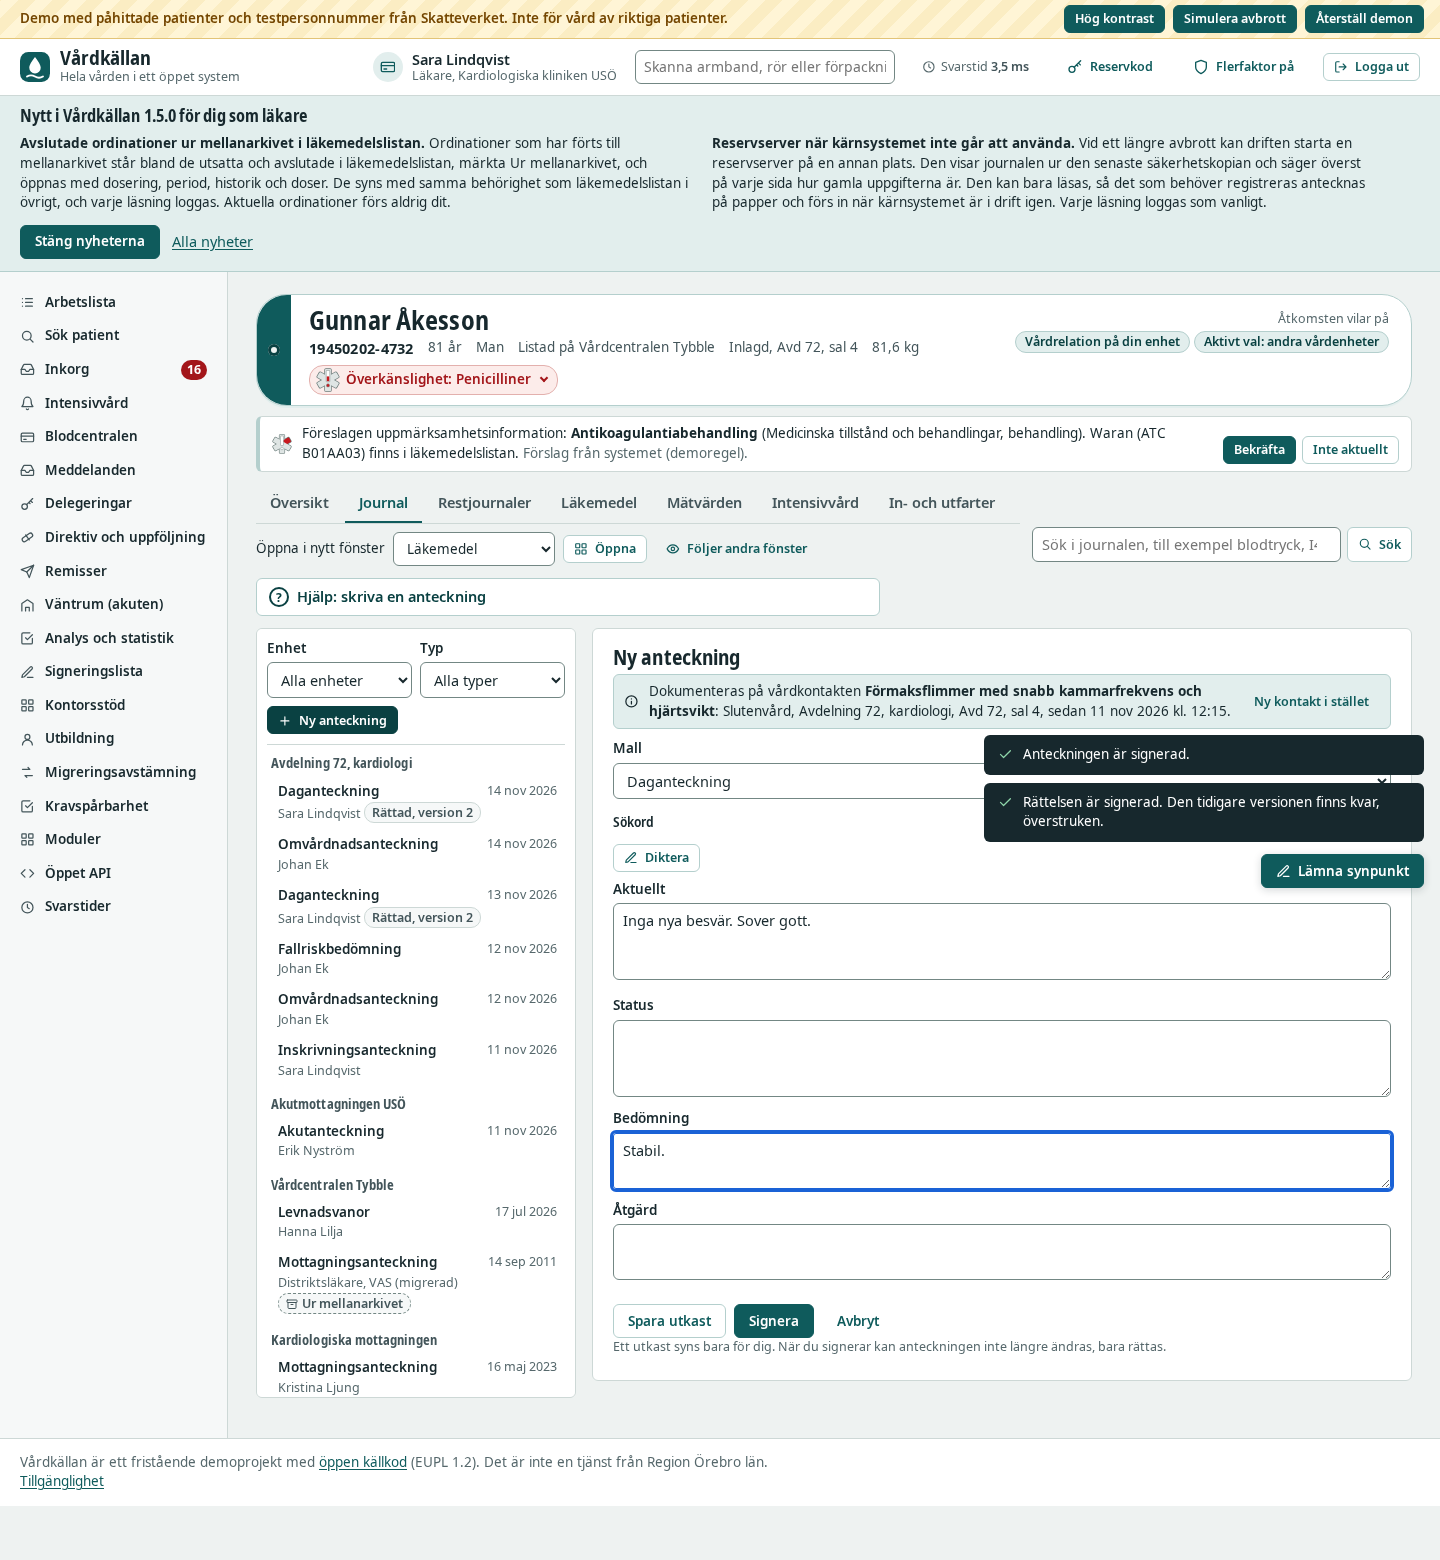 Demo med påhittade patienter och testpersonnummer från Skatteverket. Inte för vård av riktiga patienter.
Hög kontrast
Simulera avbrott
Återställ demon
Vårdkällan
Hela vården i ett öppet system
Sara Lindqvist
Läkare, Kardiologiska kliniken USÖ
Skanna armband, rör eller förpackni
Svarstid 3,5 ms
Reservkod
Flerfaktor på
Logga ut
Nytt i Vårdkällan 1.5.0 för dig som läkare
Avslutade ordinationer ur mellanarkivet i läkemedelslistan. Ordinationer som har förts till
mellanarkivet står bland de utsatta och avslutade i läkemedelslistan, märkta Ur mellanarkivet, och
öppnas med dosering, period, historik och doser. De syns med samma behörighet som läkemedelslistan i
övrigt, och varje läsning loggas. Aktuella ordinationer förs aldrig dit.
Reservserver när kärnsystemet inte går att använda. Vid ett längre avbrott kan driften starta en
reservserver på en annan plats. Den visar journalen ur den senaste säkerhetskopian och säger överst
på varje sida hur gamla uppgifterna är. Den kan bara läsas, så det som behöver registreras antecknas
på papper och förs in när kärnsystemet är i drift igen. Varje läsning loggas som vanligt.
Stäng nyheterna
Alla nyheter
Arbetslista
Sök patient
Inkorg
16
Intensivvård
Blodcentralen
Meddelanden
Delegeringar
Direktiv och uppföljning
Remisser
Väntrum (akuten)
Analys och statistik
Signeringslista
Kontorsstöd
Utbildning
Migreringsavstämning
Kravspårbarhet
Moduler
Öppet API
Svarstider
Gunnar Åkesson
19450202-4732
81 år
Man
Listad på Vårdcentralen Tybble
Inlagd, Avd 72, sal 4
81,6 kg
Överkänslighet: Penicilliner
Åtkomsten vilar på
Vårdrelation på din enhet
Aktivt val: andra vårdenheter
Föreslagen uppmärksamhetsinformation: Antikoagulantiabehandling (Medicinska tillstånd och behandlingar, behandling). Waran (ATC
B01AA03) finns i läkemedelslistan. Förslag från systemet (demoregel).
Bekräfta
Inte aktuellt
Översikt
Journal
Restjournaler
Läkemedel
Mätvärden
Intensivvård
In- och utfarter
Öppna i nytt fönster
Läkemedel
Öppna
Följer andra fönster
Sök i journalen, till exempel blodtryck, I
Sök
Hjälp: skriva en anteckning
Enhet
Typ
Alla enheter
Alla typer
Ny anteckning
Avdelning 72, kardiologi
Daganteckning
14 nov 2026
Sara Lindqvist
Rättad, version 2
Omvårdnadsanteckning
14 nov 2026
Johan Ek
Daganteckning
13 nov 2026
Sara Lindqvist
Rättad, version 2
Fallriskbedömning
12 nov 2026
Johan Ek
Omvårdnadsanteckning
12 nov 2026
Johan Ek
Inskrivningsanteckning
11 nov 2026
Sara Lindqvist
Akutmottagningen USÖ
Akutanteckning
11 nov 2026
Erik Nyström
Vårdcentralen Tybble
Levnadsvanor
17 jul 2026
Hanna Lilja
Mottagningsanteckning
14 sep 2011
Distriktsläkare, VAS (migrerad)
Ur mellanarkivet
Kardiologiska mottagningen
Mottagningsanteckning
16 maj 2023
Kristina Ljung
Ny anteckning
Dokumenteras på vårdkontakten Förmaksflimmer med snabb kammarfrekvens och
hjärtsvikt: Slutenvård, Avdelning 72, kardiologi, Avd 72, sal 4, sedan 11 nov 2026 kl. 12:15.
Ny kontakt i stället
Mall
Daganteckning
Anteckningen är signerad.
Rättelsen är signerad. Den tidigare versionen finns kvar,
överstruken.
Sökord
Diktera
Lämna synpunkt
Aktuellt
Inga nya besvär. Sover gott.
Status
Bedömning
Stabil.
Åtgärd
Spara utkast
Signera
Avbryt
Ett utkast syns bara för dig. När du signerar kan anteckningen inte längre ändras, bara rättas.
Vårdkällan är ett fristående demoprojekt med öppen källkod (EUPL 1.2). Det är inte en tjänst från Region Örebro län.
Tillgänglighet